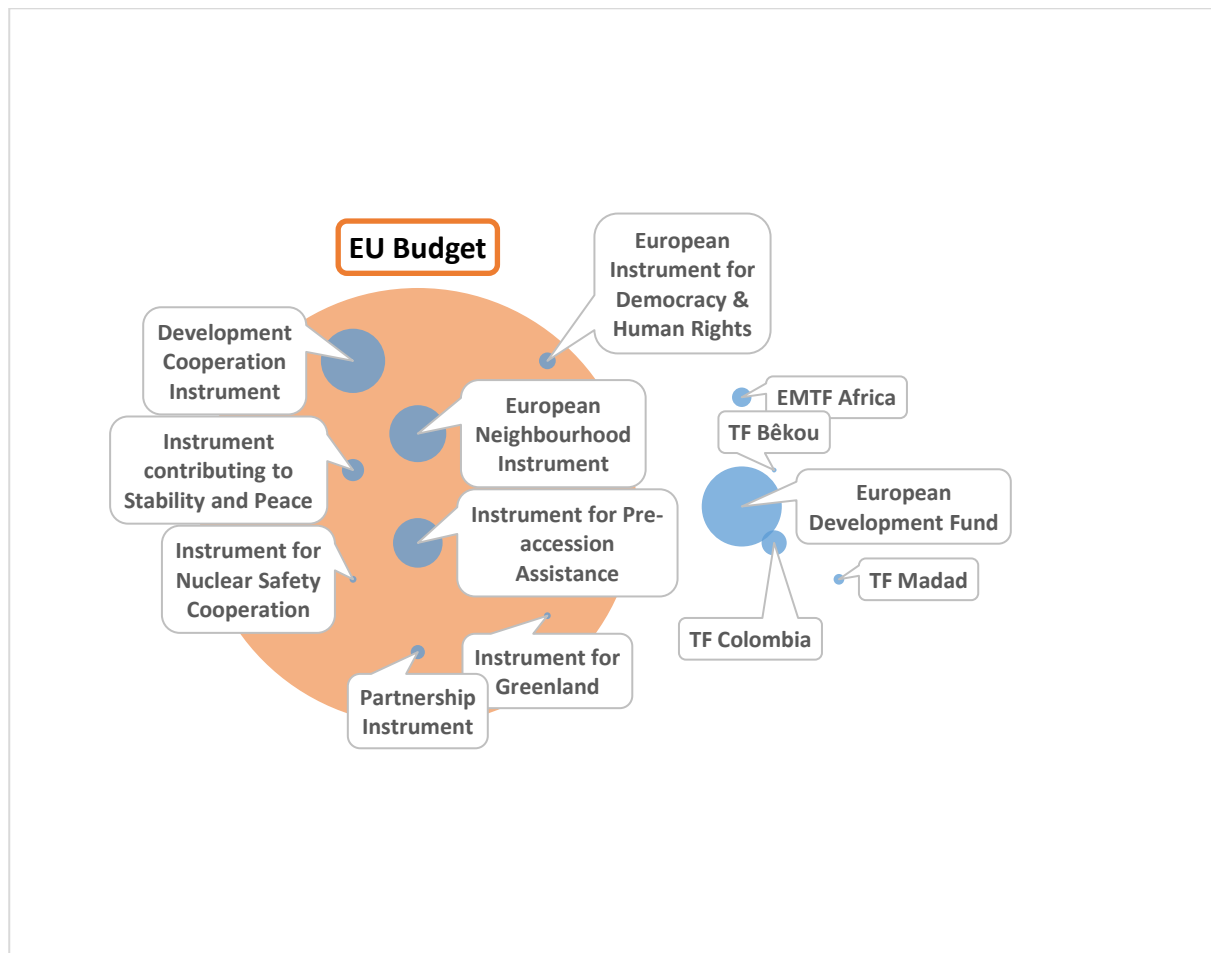 EU Budget
European
Instrument for
Democracy &
Human Rights
Development
Cooperation
Instrument
European
Neighbourhood
Instrument
Instrument
contributing to
Stability and Peace
Instrument for Pre-
accession
Assistance
Instrument for
Nuclear Safety
Cooperation
Instrument for
Greenland
Partnership
Instrument
EMTF Africa
TF Bêkou
European
Development Fund
TF Madad
TF Colombia